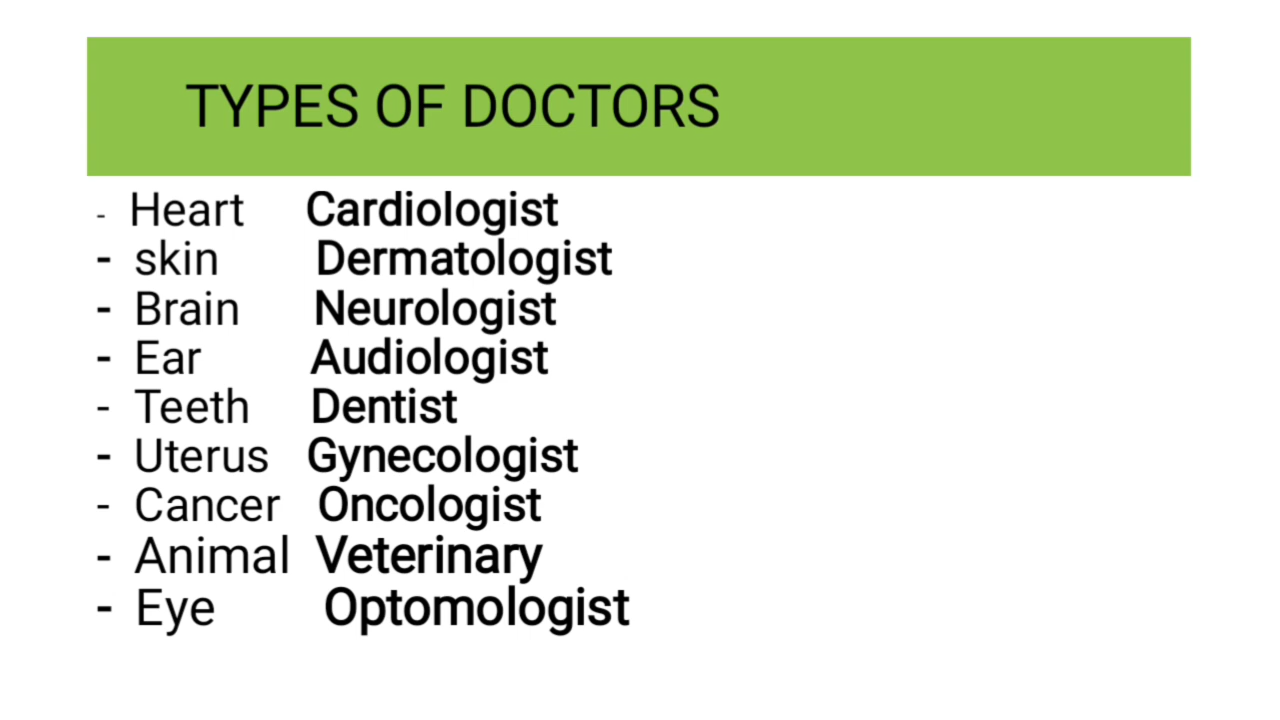 TYPES OF DOCTORS
- Heart Cardiologist
- skin Dermatologist
- Brain Neurologist
- Ear Audiologist
- Teeth Dentist
- Uterus Gynecologist
- Cancer Oncologist
- Animal Veterinary
- Eye Optomologist